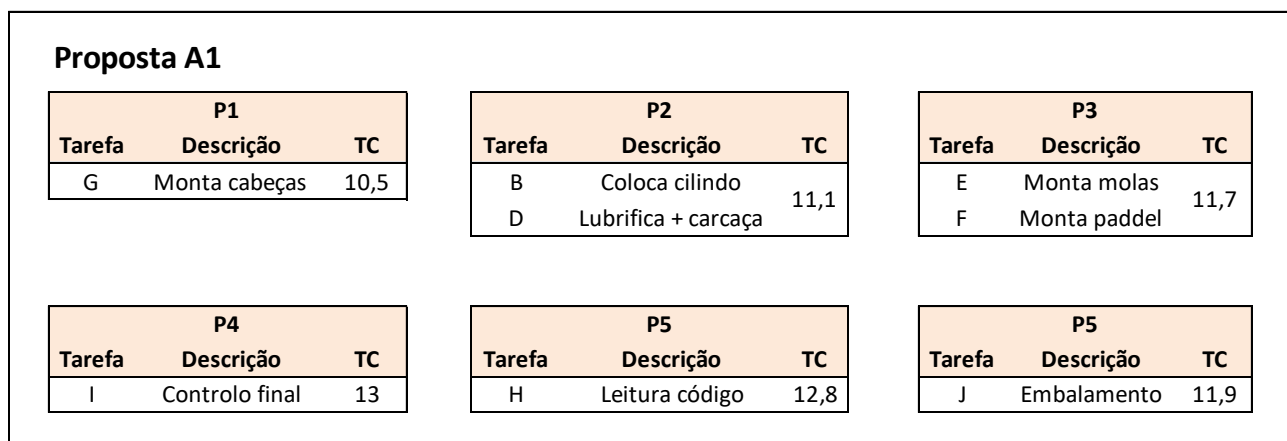 Proposta A1
P1
Tarefa Descrição TC
G Monta cabeças 10,5
P2
Tarefa Descrição TC
B Coloca cilindo 11,1
D Lubrifica + carcaça
P3
Tarefa Descrição TC
E Monta molas 11,7
F Monta paddel
P4
Tarefa Descrição TC
I Controlo final 13
P5
Tarefa Descrição TC
H Leitura código 12,8
P5
Tarefa Descrição TC
J Embalamento 11,9